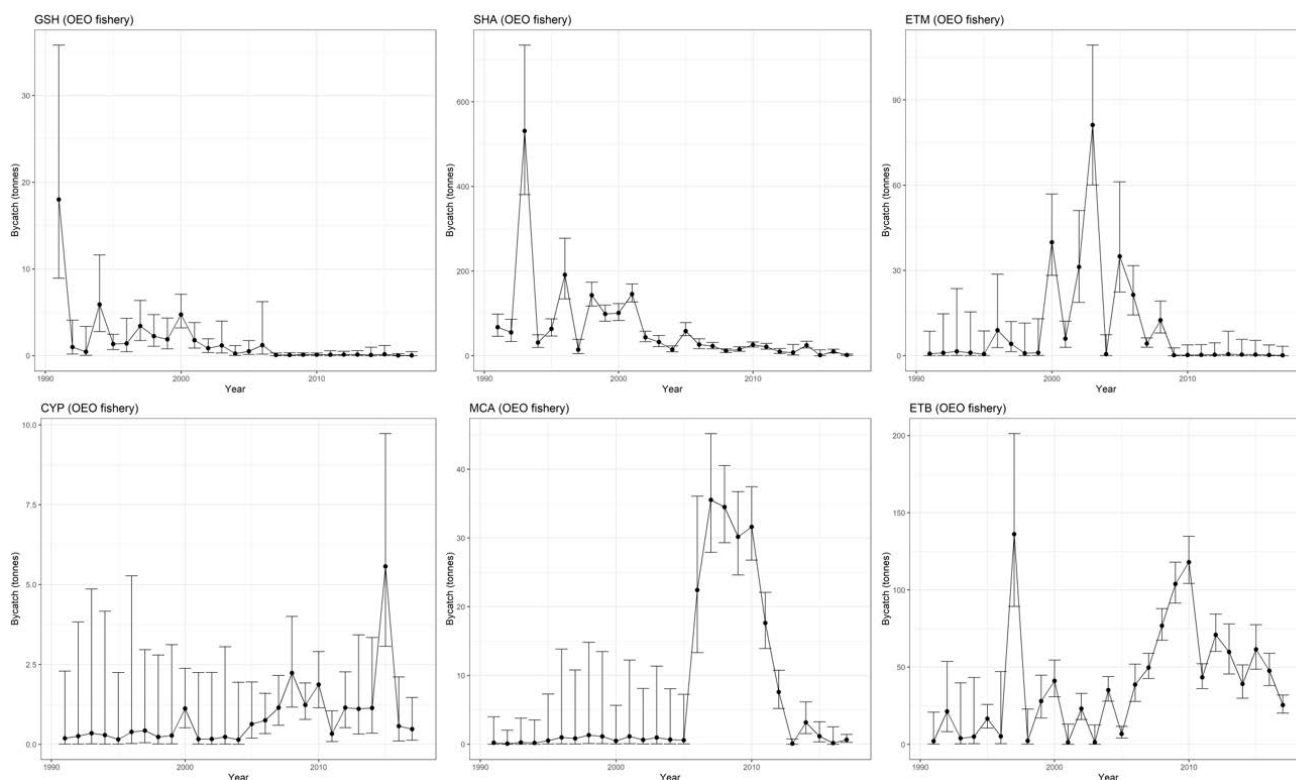 GSH (OEO fishery)
Bycatch (tonnes)
30
20
10
0
1990
2000
2010
Year
SHA (OEO fishery)
Bycatch (tonnes)
600
400
200
0
1990
2000
2010
Year
ETM (OEO fishery)
Bycatch (tonnes)
90
60
30
0
1990
2000
2010
Year
CYP (OEO fishery)
Bycatch (tonnes)
10.0
7.5
5.0
2.5
0.0
1990
2000
2010
Year
MCA (OEO fishery)
Bycatch (tonnes)
40
30
20
10
0
1990
2000
2010
Year
ETB (OEO fishery)
Bycatch (tonnes)
200
150
100
50
0
1990
2000
2010
Year